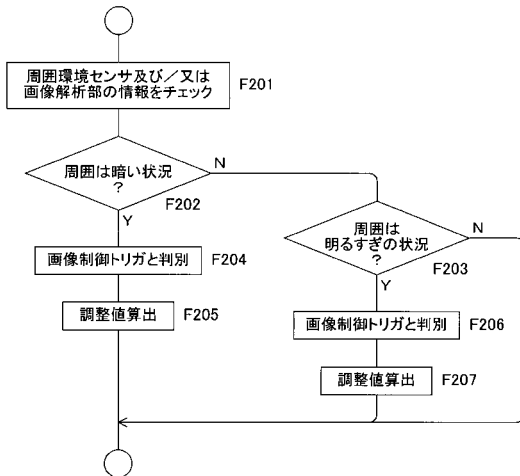 周囲環境センサ及び/又は
画像解析部の情報をチェック
F201
周囲は暗い状況
?
F202
N
Y
周囲は
明るすぎの状況
?
F203
N
Y
画像制御トリガと判別
F204
調整値算出
F205
画像制御トリガと判別
F206
調整値算出
F207